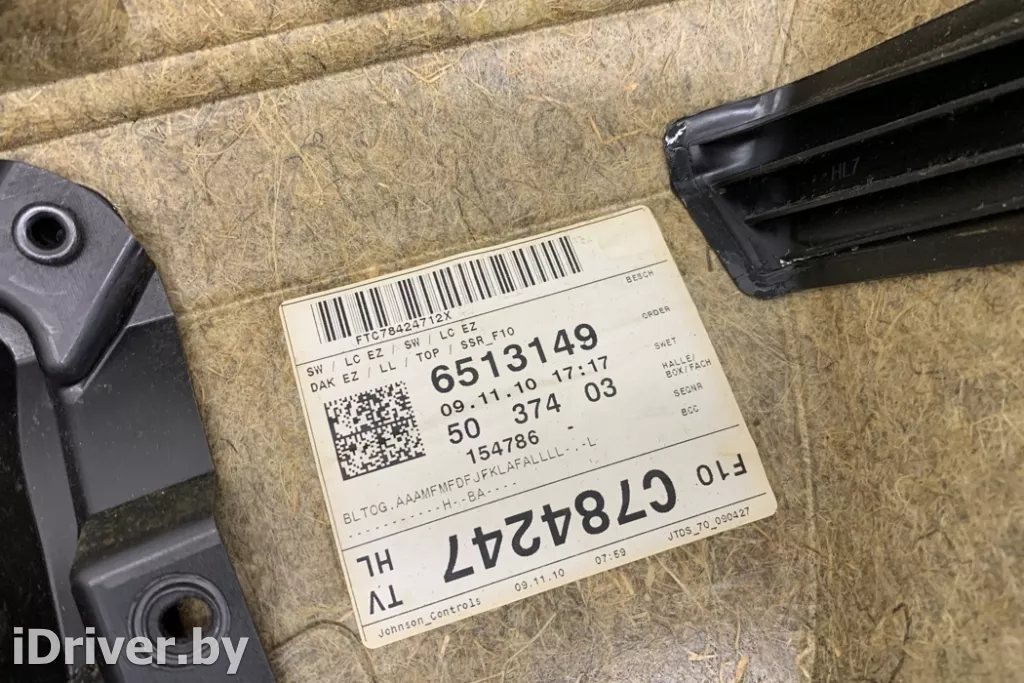 HL7
FTC78424712X
SW / LC EZ / SW / LC EZ
DAK EZ / LL / TOP / SSR_F10
BESCH
6513149
ORDER
09.11.10 17:17
SWET
50 374 03
HALLE/
BOX/FACH
154786 -
SEQNR
BCC
BLTOG.AAAMFMFDFJFKLAFALLLL-.-L
..........H--BA----
TV
HL
C784247
F10
Johnson_Controls 09.11.10 07:59 JTDS_70_090427
iDriver.by